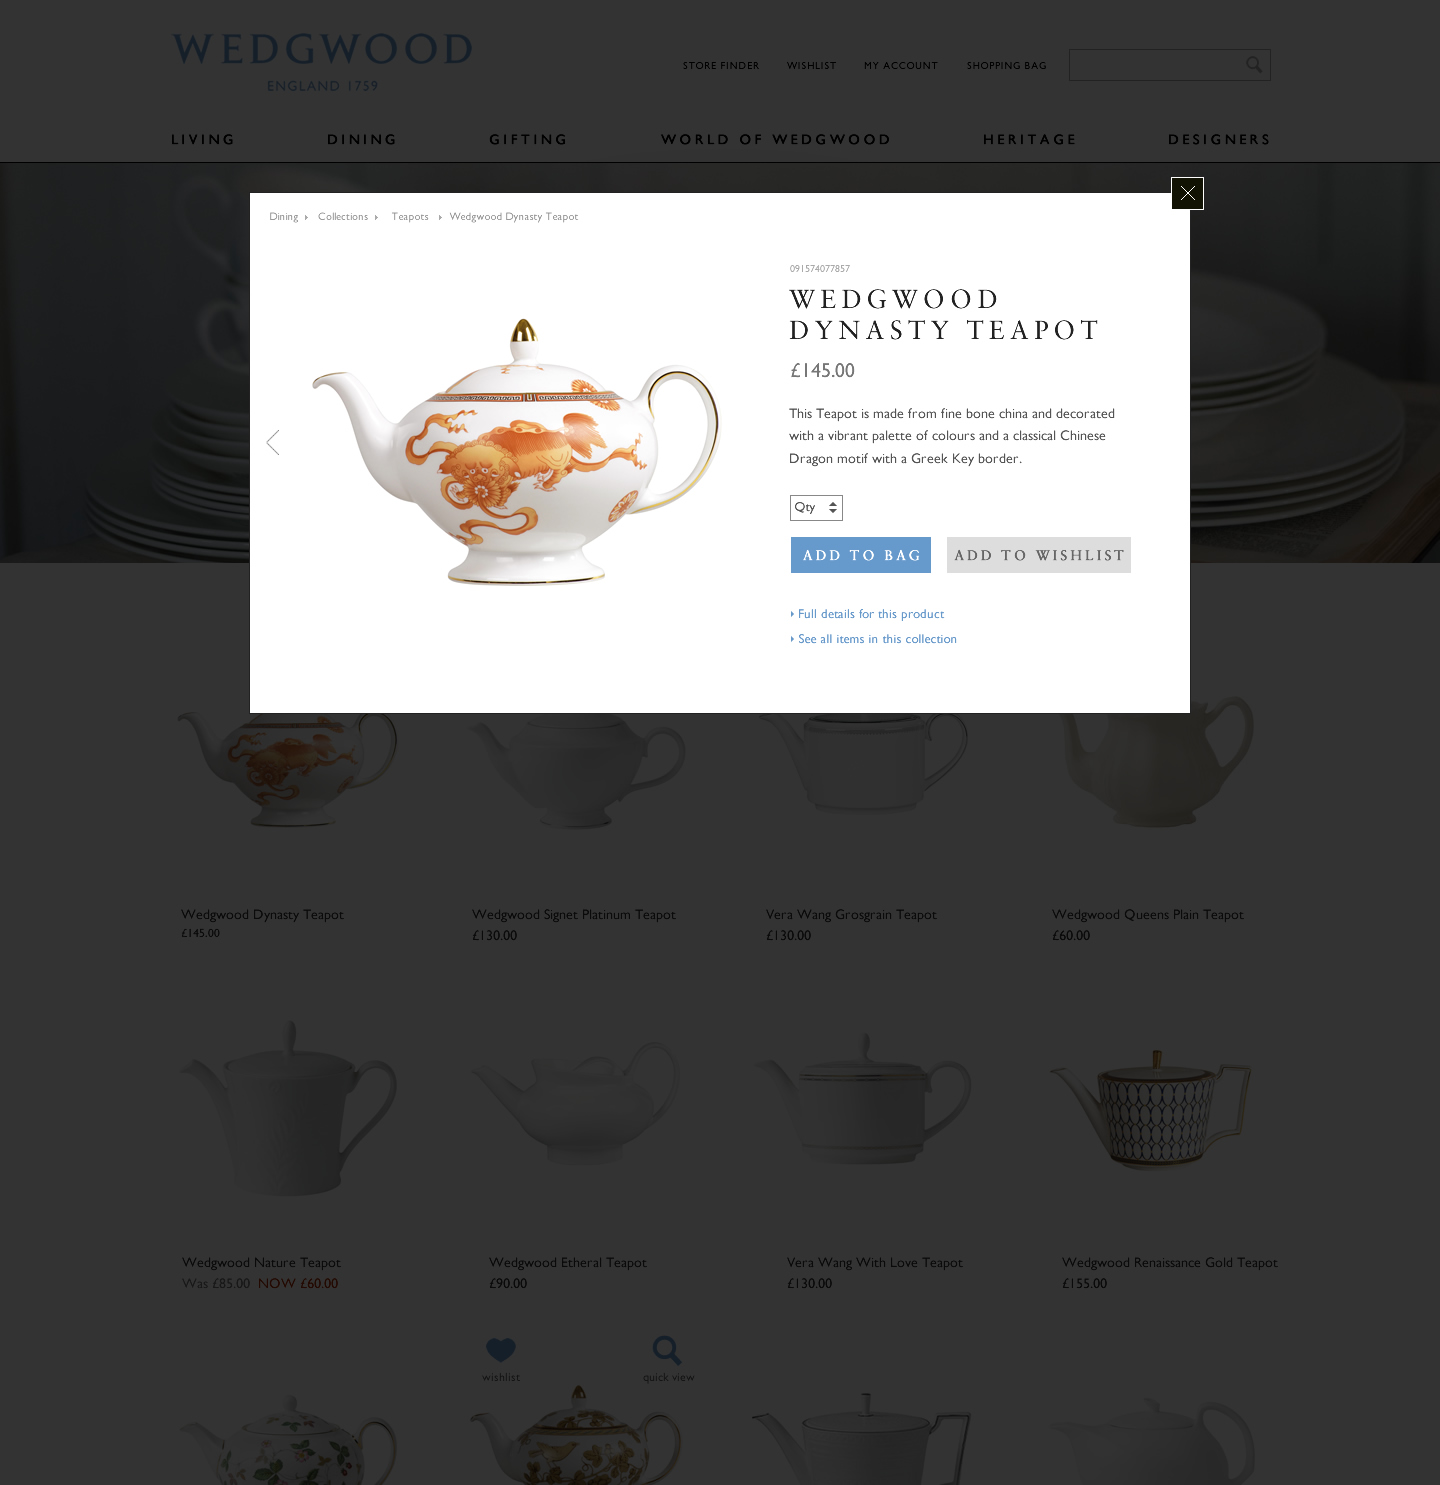 WEDGWOOD
ENGLAND 1759
STORE FINDER WISHLIST MY ACCOUNT SHOPPING BAG
LIVING DINING GIFTING WORLD OF WEDGWOOD HERITAGE DESIGNERS
Dining Collections Teapots Wedgwood Dynasty Teapot
091574077857
WEDGWOOD
DYNASTY TEAPOT
£145.00
This Teapot is made from fine bone china and decorated
with a vibrant palette of colours and a classical Chinese
Dragon motif with a Greek Key border.
Qty
ADD TO BAG ADD TO WISHLIST
Full details for this product
See all items in this collection
Wedgwood Dynasty Teapot Wedgwood Signet Platinum Teapot Vera Wang Grosgrain Teapot Wedgwood Queens Plain Teapot
£145.00 £130.00 £130.00 £60.00
Wedgwood Nature Teapot Wedgwood Etheral Teapot Vera Wang With Love Teapot Wedgwood Renaissance Gold Teapot
Was £85.00 NOW £60.00 £90.00 £130.00 £155.00
wishlist quick view